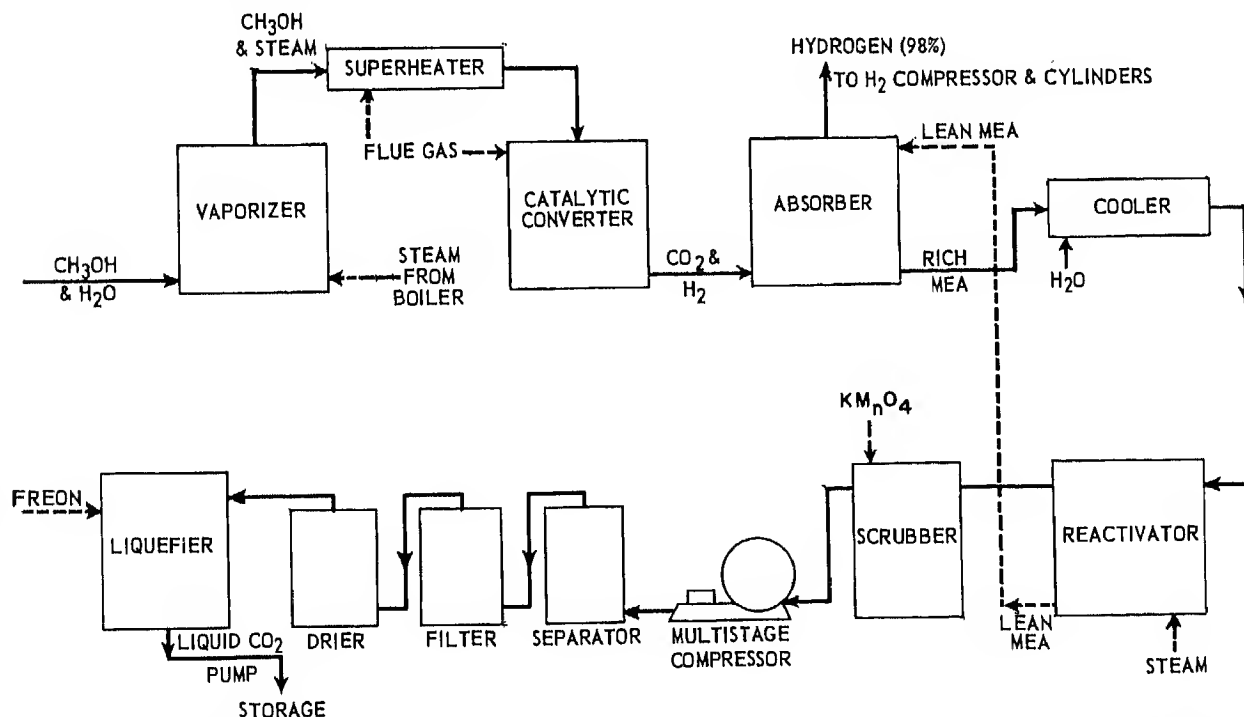 CH3OH
& STEAM
SUPERHEATER
HYDROGEN (98%)
TO H2 COMPRESSOR & CYLINDERS
FLUE GAS
LEAN MEA
VAPORIZER
CATALYTIC
CONVERTER
ABSORBER
COOLER
CH3OH
& H2O
STEAM
FROM
BOILER
CO2 &
H2
RICH
MEA
H2O
KMnO4
FREON
LIQUEFIER
SCRUBBER
REACTIVATOR
LIQUID CO2
PUMP
STORAGE
DRIER
FILTER
SEPARATOR
MULTISTAGE
COMPRESSOR
LEAN
MEA
STEAM